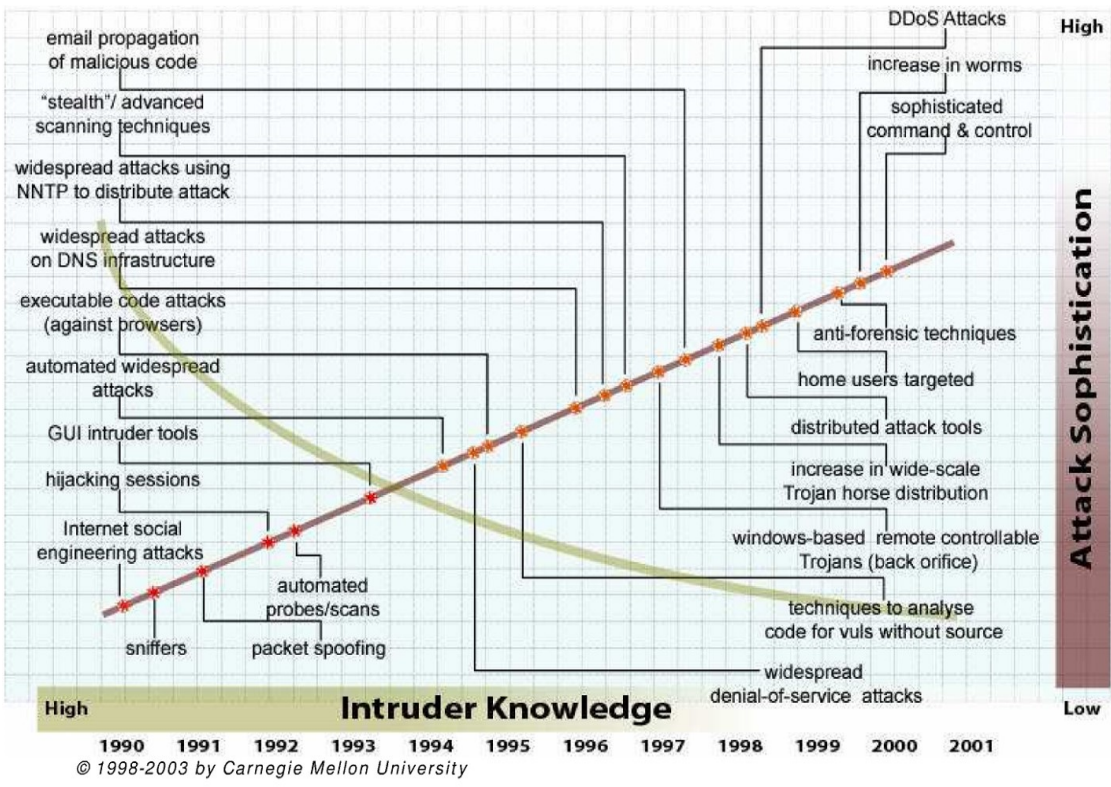 email propagation
of malicious code
“stealth”/ advanced
scanning techniques
widespread attacks using
NNTP to distribute attack
widespread attacks
on DNS infrastructure
executable code attacks
(against browsers)
automated widespread
attacks
GUI intruder tools
hijacking sessions
Internet social
engineering attacks
sniffers
packet spoofing
automated
probes/scans
DDoS Attacks
increase in worms
sophisticated
command & control
anti-forensic techniques
home users targeted
distributed attack tools
increase in wide-scale
Trojan horse distribution
windows-based remote controllable
Trojans (back orifice)
techniques to analyse
code for vuls without source
widespread
denial-of-service attacks
High
Attack Sophistication
Low
High
Intruder Knowledge
1990 1991 1992 1993 1994 1995 1996 1997 1998 1999 2000 2001
© 1998-2003 by Carnegie Mellon University